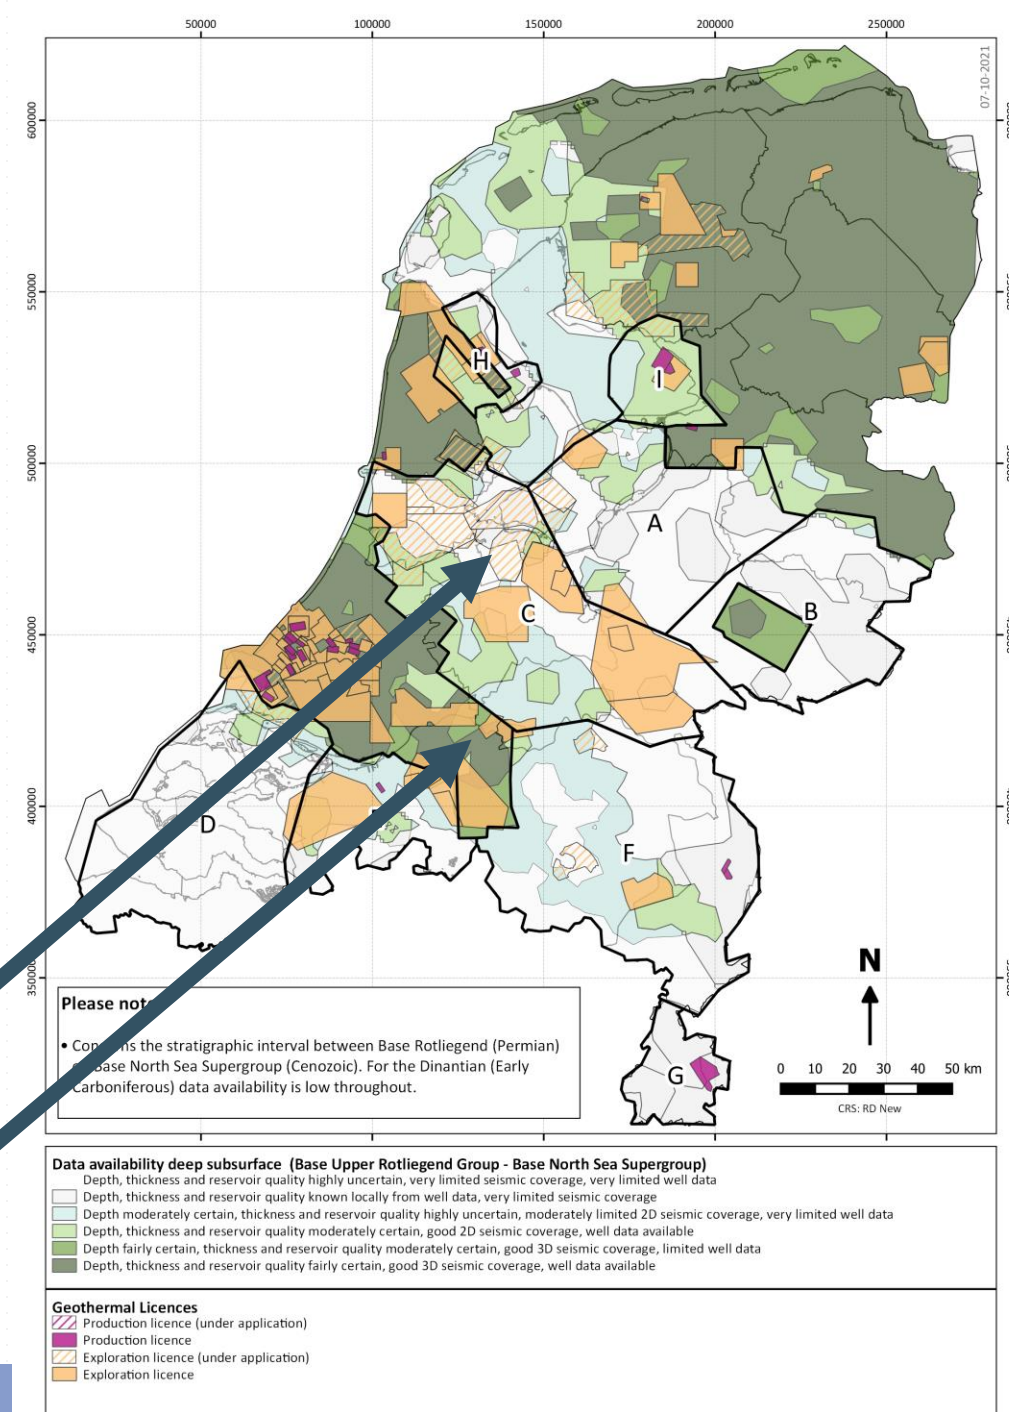 50000 100000 150000 200000 250000
07-10-2021
600000
550000
500000
450000
400000
350000
H
I
A
B
C
D
F
G
N
0 10 20 30 40 50 km
CRS: RD New
Please
• Base Rotliegend (Permian)
Base North Sea Supergroup (Cenozoic). For the Dinantian (Early
Carboniferous) data availability is low throughout.
Data availability deep subsurface (Base Upper Rotliegend Group - Base North Sea Supergroup)
Depth, thickness and reservoir quality highly uncertain, very limited seismic coverage, very limited well data
Depth, thickness and reservoir quality known locally from well data, very limited seismic coverage
Depth moderately certain, thickness and reservoir quality highly uncertain, moderately limited 2D seismic coverage, very limited well data
Depth, thickness and reservoir quality moderately certain, good 2D seismic coverage, well data available
Depth fairly certain, thickness and reservoir quality moderately certain, good 3D seismic coverage, limited well data
Depth, thickness and reservoir quality fairly certain, good 3D seismic coverage, well data available
Geothermal Licences
Production licence (under application)
Production licence
Exploration licence (under application)
Exploration licence